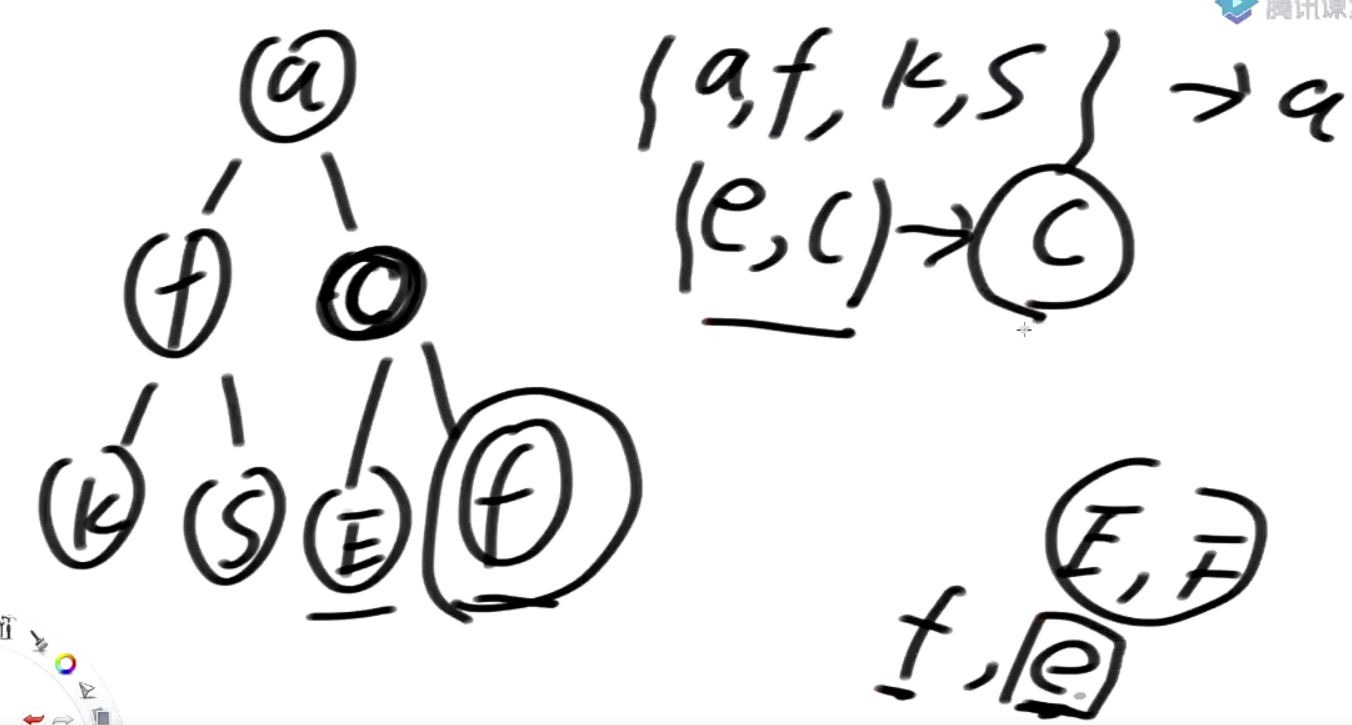 腾讯课
a
{ a, f, k, S } → a
f C
(e, c) → C
K S E f
E, F
f, e